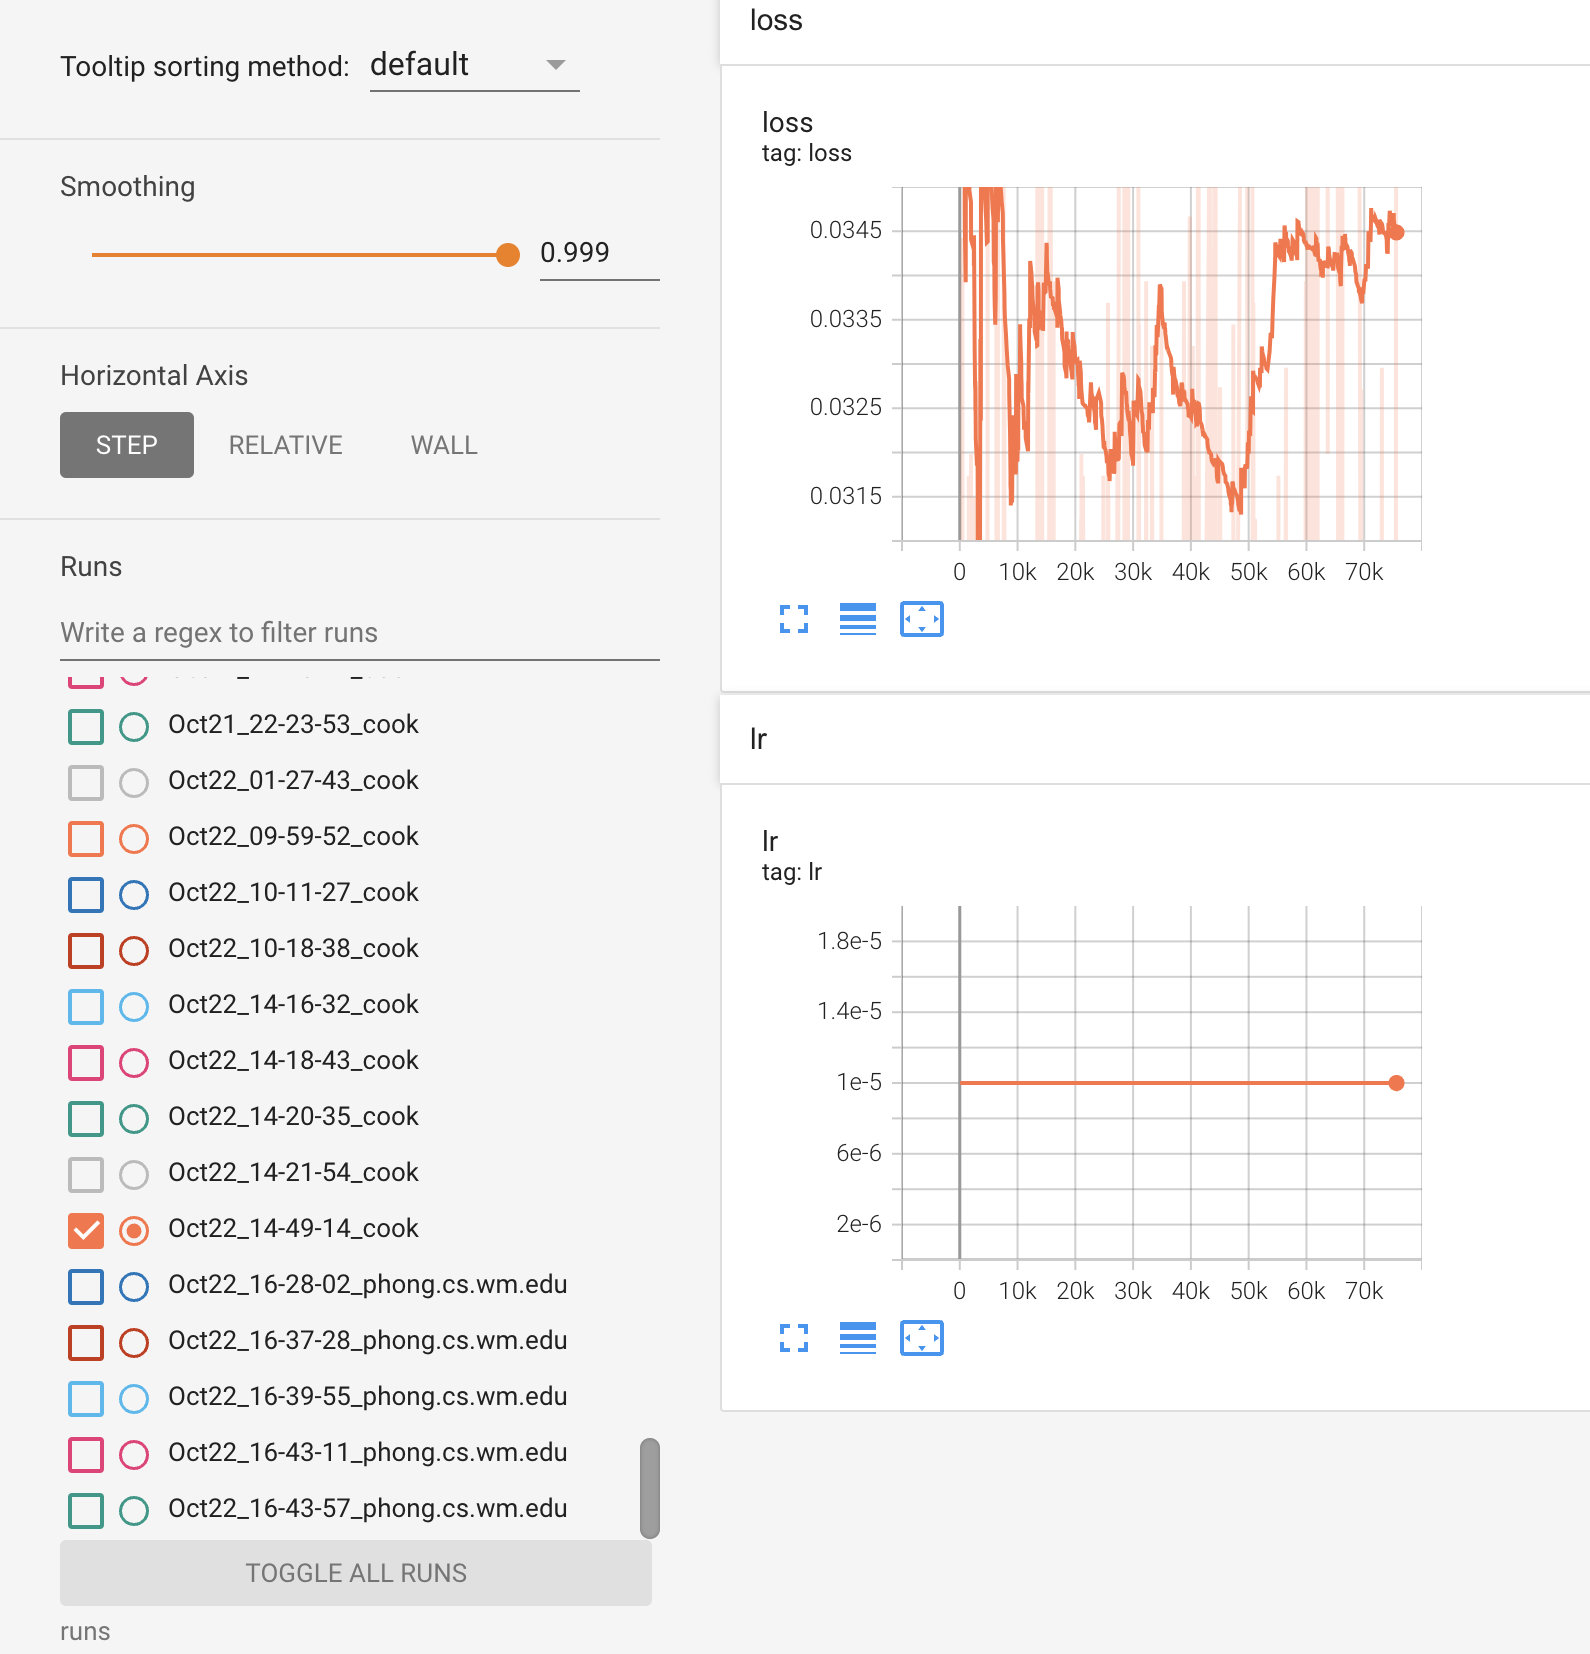 Tooltip sorting method: default
Smoothing
0.999
Horizontal Axis
STEP RELATIVE WALL
Runs
Write a regex to filter runs
Oct21_22-23-53_cook
Oct22_01-27-43_cook
Oct22_09-59-52_cook
Oct22_10-11-27_cook
Oct22_10-18-38_cook
Oct22_14-16-32_cook
Oct22_14-18-43_cook
Oct22_14-20-35_cook
Oct22_14-21-54_cook
Oct22_14-49-14_cook
Oct22_16-28-02_phong.cs.wm.edu
Oct22_16-37-28_phong.cs.wm.edu
Oct22_16-39-55_phong.cs.wm.edu
Oct22_16-43-11_phong.cs.wm.edu
Oct22_16-43-57_phong.cs.wm.edu
TOGGLE ALL RUNS
runs
loss
loss
tag: loss
0.0345
0.0335
0.0325
0.0315
0 10k 20k 30k 40k 50k 60k 70k
lr
lr
tag: lr
1.8e-5
1.4e-5
1e-5
6e-6
2e-6
0 10k 20k 30k 40k 50k 60k 70k